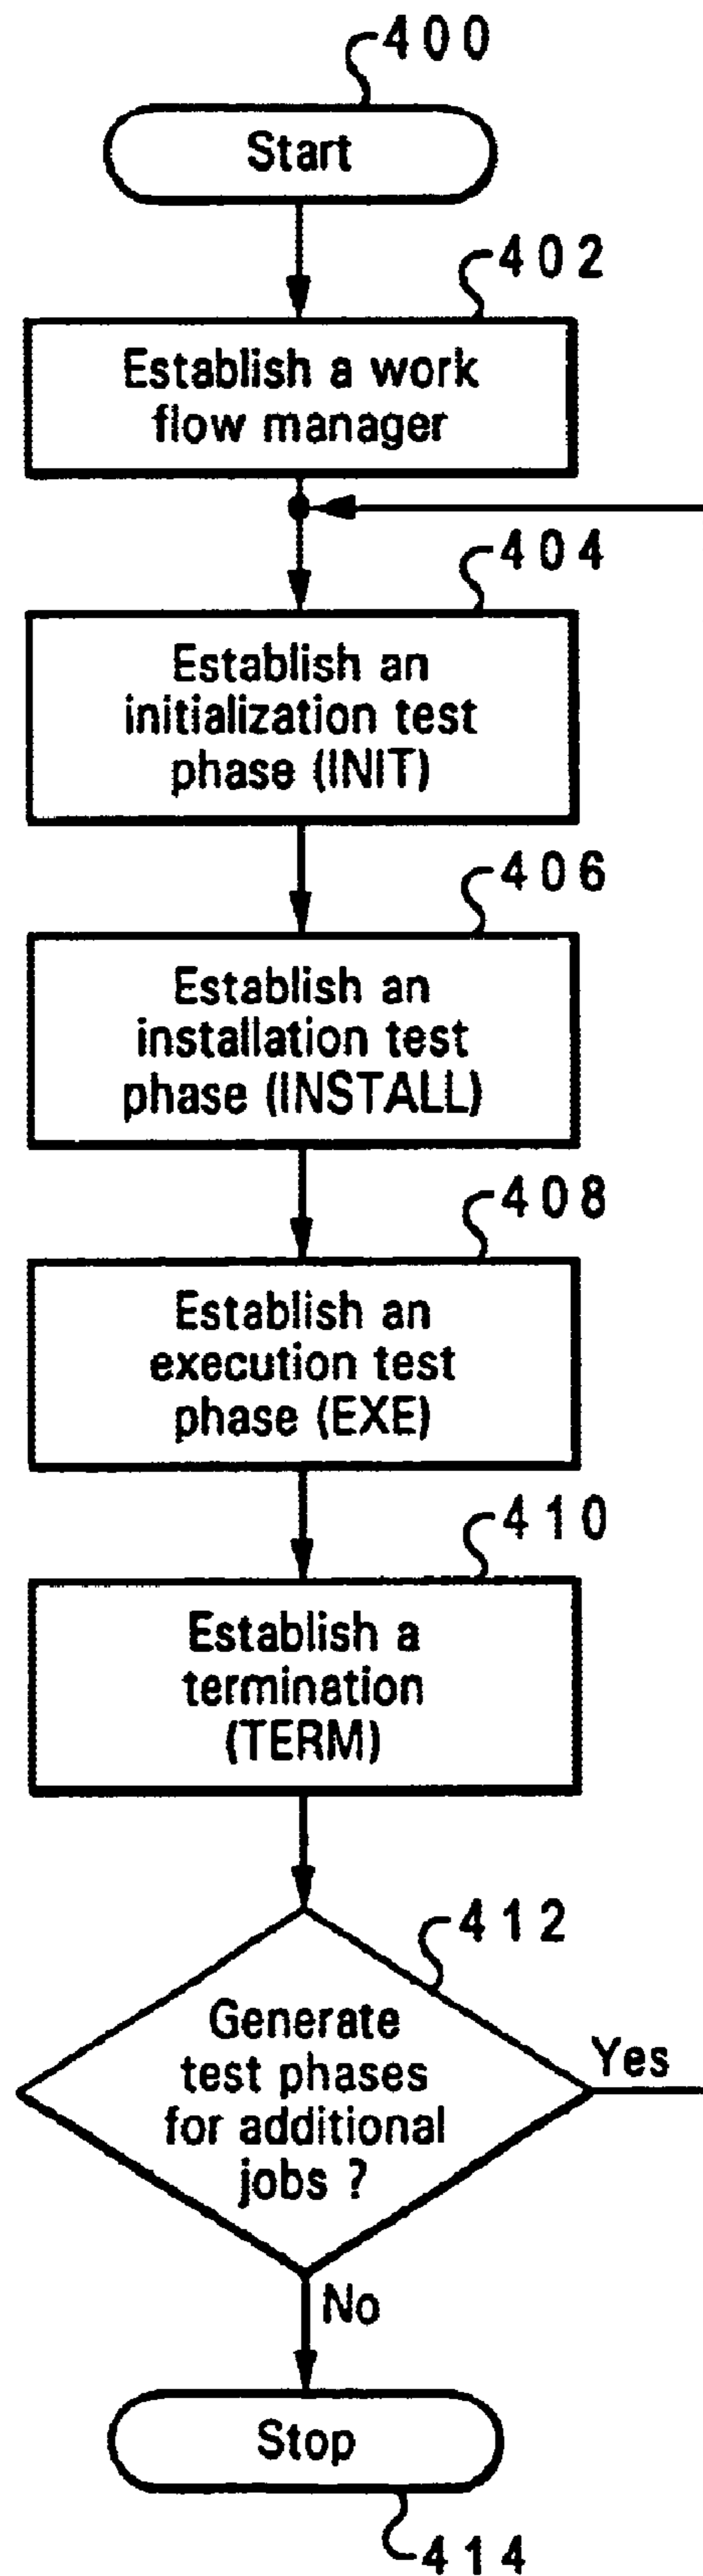 400
Start
402
Establish a work
flow manager
404
Establish an
initialization test
phase (INIT)
406
Establish an
installation test
phase (INSTALL)
408
Establish an
execution test
phase (EXE)
410
Establish a
termination
(TERM)
412
Generate
test phases
for additional
jobs ?
Yes
No
Stop
414